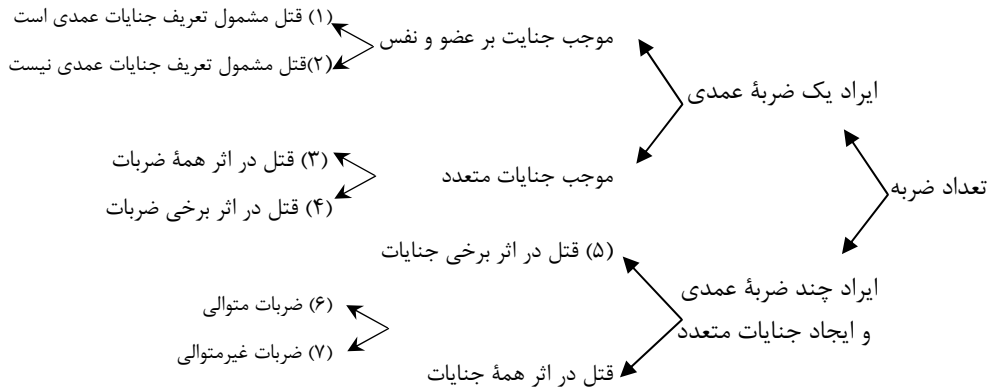 (۱) قتل مشمول تعریف جنایات عمدی است
موجب جنایت بر عضو و نفس
(۲)قتل مشمول تعریف جنایات عمدی نیست
ایراد یک ضربهٔ عمدی
(۳) قتل در اثر همهٔ ضربات
موجب جنایات متعدد
(۴) قتل در اثر برخی ضربات
تعداد ضربه
(۵) قتل در اثر برخی جنایات
ایراد چند ضربهٔ عمدی
و ایجاد جنایات متعدد
(۶) ضربات متوالی
(۷) ضربات غیرمتوالی
قتل در اثر همهٔ جنایات